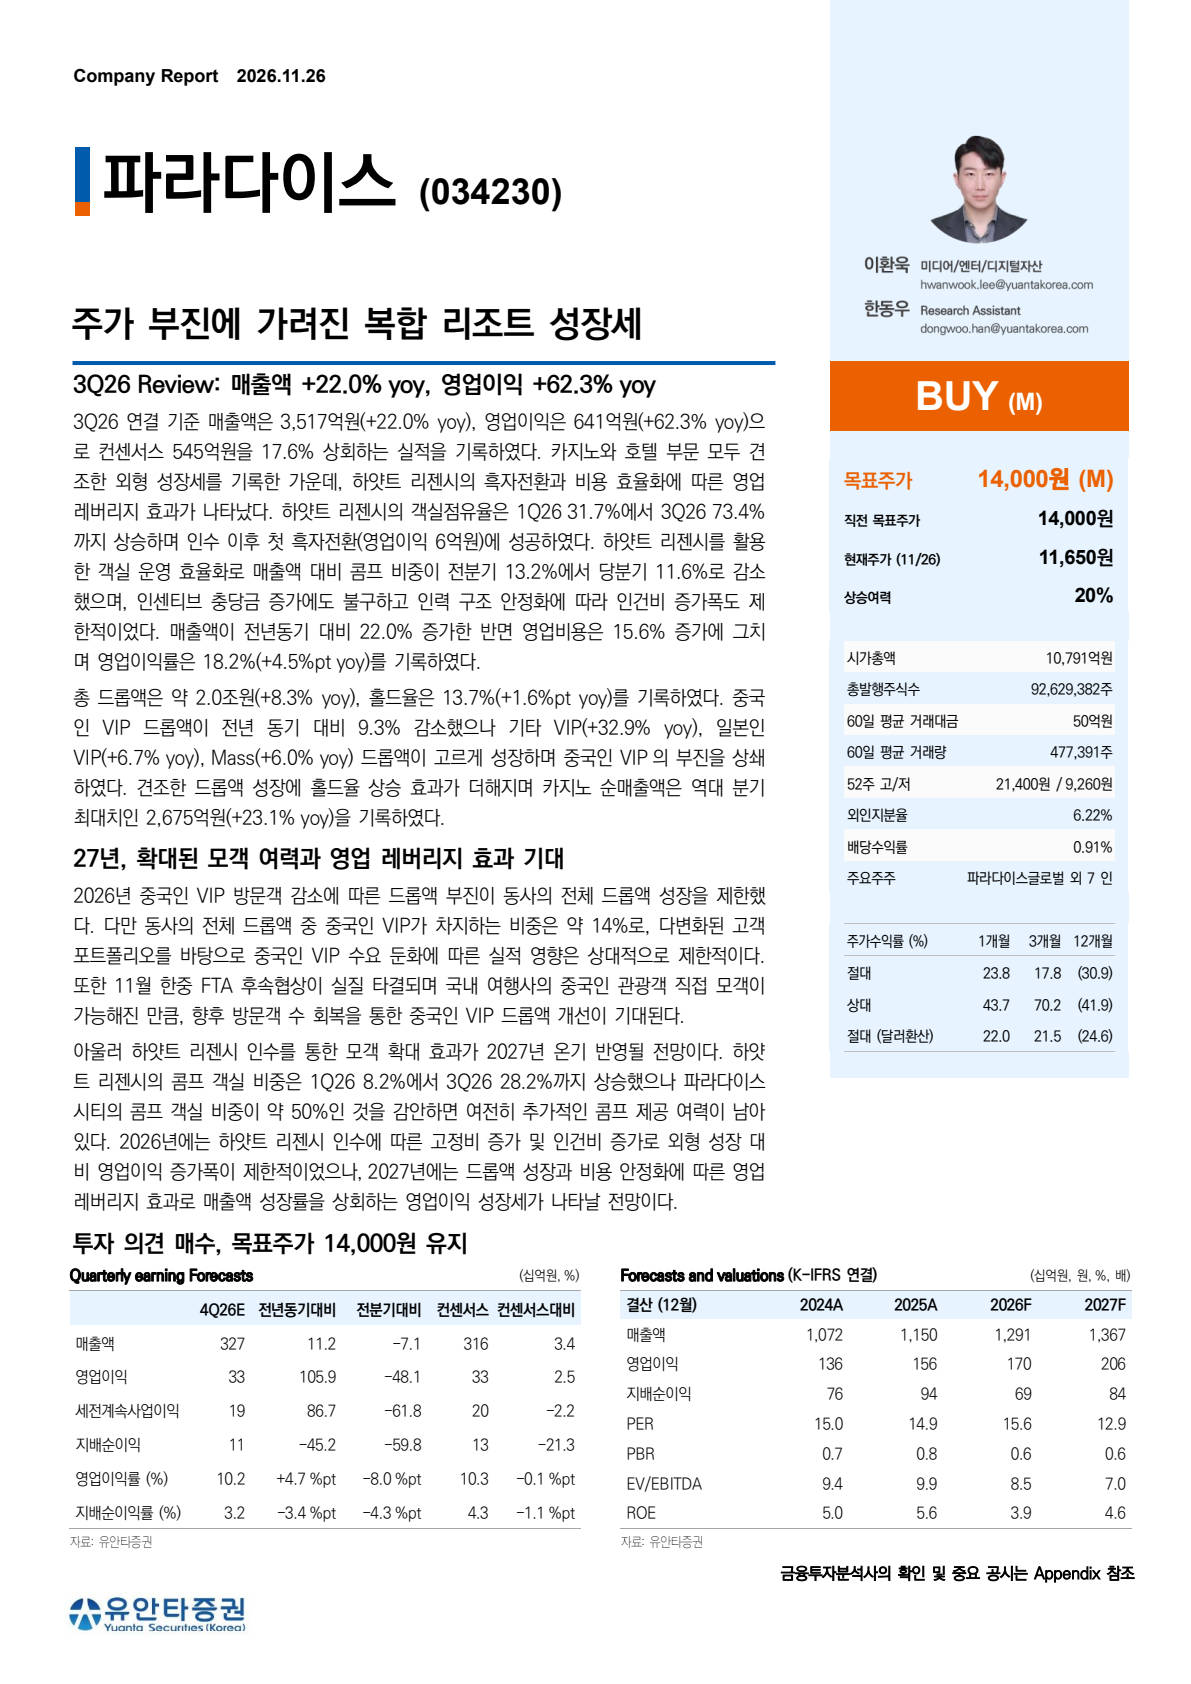 Company Report 2026.11.26
파라다이스 (034230)
이환욱 미디어/엔터/디지털자산
hwanwook.lee@yuantakorea.com
한동우 Research Assistant
dongwoo.han@yuantakorea.com
주가 부진에 가려진 복합 리조트 성장세
3Q26 Review: 매출액 +22.0% yoy, 영업이익 +62.3% yoy
3Q26 연결 기준 매출액은 3,517억원(+22.0% yoy), 영업이익은 641억원(+62.3% yoy)으
로 컨센서스 545억원을 17.6% 상회하는 실적을 기록하였다. 카지노와 호텔 부문 모두 견
조한 외형 성장세를 기록한 가운데, 하얏트 리젠시의 흑자전환과 비용 효율화에 따른 영업
레버리지 효과가 나타났다. 하얏트 리젠시의 객실점유율은 1Q26 31.7%에서 3Q26 73.4%
까지 상승하며 인수 이후 첫 흑자전환(영업이익 6억원)에 성공하였다. 하얏트 리젠시를 활용
한 객실 운영 효율화로 매출액 대비 콤프 비중이 전분기 13.2%에서 당분기 11.6%로 감소
했으며, 인센티브 충당금 증가에도 불구하고 인력 구조 안정화에 따라 인건비 증가폭도 제
한적이었다. 매출액이 전년동기 대비 22.0% 증가한 반면 영업비용은 15.6% 증가에 그치
며 영업이익률은 18.2%(+4.5%pt yoy)를 기록하였다.
총 드롭액은 약 2.0조원(+8.3% yoy), 홀드율은 13.7%(+1.6%pt yoy)를 기록하였다. 중국
인 VIP 드롭액이 전년 동기 대비 9.3% 감소했으나 기타 VIP(+32.9% yoy), 일본인
VIP(+6.7% yoy), Mass(+6.0% yoy) 드롭액이 고르게 성장하며 중국인 VIP의 부진을 상쇄
하였다. 견조한 드롭액 성장에 홀드율 상승 효과가 더해지며 카지노 순매출액은 역대 분기
최대치인 2,675억원(+23.1% yoy)을 기록하였다.
27년, 확대된 모객 여력과 영업 레버리지 효과 기대
2026년 중국인 VIP 방문객 감소에 따른 드롭액 부진이 동사의 전체 드롭액 성장을 제한했
다. 다만 동사의 전체 드롭액 중 중국인 VIP가 차지하는 비중은 약 14%로, 다변화된 고객
포트폴리오를 바탕으로 중국인 VIP 수요 둔화에 따른 실적 영향은 상대적으로 제한적이다.
또한 11월 한중 FTA 후속협상이 실질 타결되며 국내 여행사의 중국인 관광객 직접 모객이
가능해진 만큼, 향후 방문객 수 회복을 통한 중국인 VIP 드롭액 개선이 기대된다.
아울러 하얏트 리젠시 인수를 통한 모객 확대 효과가 2027년 온기 반영될 전망이다. 하얏
트 리젠시의 콤프 객실 비중은 1Q26 8.2%에서 3Q26 28.2%까지 상승했으나 파라다이스
시티의 콤프 객실 비중이 약 50%인 것을 감안하면 여전히 추가적인 콤프 제공 여력이 남아
있다. 2026년에는 하얏트 리젠시 인수에 따른 고정비 증가 및 인건비 증가로 외형 성장 대
비 영업이익 증가폭이 제한적이었으나, 2027년에는 드롭액 성장과 비용 안정화에 따른 영업
레버리지 효과로 매출액 성장률을 상회하는 영업이익 성장세가 나타날 전망이다.
투자 의견 매수, 목표주가 14,000원 유지
BUY (M)
목표주가 14,000원 (M)
직전 목표주가 14,000원
현재주가 (11/26) 11,650원
상승여력 20%
시가총액 10,791억원
총발행주식수 92,629,382주
60일 평균 거래대금 50억원
60일 평균 거래량 477,391주
52주 고/저 21,400원 / 9,260원
외인지분율 6.22%
배당수익률 0.91%
주요주주 파라다이스글로벌 외 7 인
주가수익률 (%) 1개월 3개월 12개월
절대 23.8 17.8 (30.9)
상대 43.7 70.2 (41.9)
절대 (달러환산) 22.0 21.5 (24.6)
Quarterly earning Forecasts (십억원, %)
4Q26E 전년동기대비 전분기대비 컨센서스 컨센서스대비
매출액 327 11.2 -7.1 316 3.4
영업이익 33 105.9 -48.1 33 2.5
세전계속사업이익 19 86.7 -61.8 20 -2.2
지배순이익 11 -45.2 -59.8 13 -21.3
영업이익률 (%) 10.2 +4.7 %pt -8.0 %pt 10.3 -0.1 %pt
지배순이익률 (%) 3.2 -3.4 %pt -4.3 %pt 4.3 -1.1 %pt
자료: 유안타증권
Forecasts and valuations (K-IFRS 연결) (십억원, 원, %, 배)
결산 (12월) 2024A 2025A 2026F 2027F
매출액 1,072 1,150 1,291 1,367
영업이익 136 156 170 206
지배순이익 76 94 69 84
PER 15.0 14.9 15.6 12.9
PBR 0.7 0.8 0.6 0.6
EV/EBITDA 9.4 9.9 8.5 7.0
ROE 5.0 5.6 3.9 4.6
자료: 유안타증권
금융투자분석사의 확인 및 중요 공시는 Appendix 참조
유안타증권
Yuanta Securities (Korea)